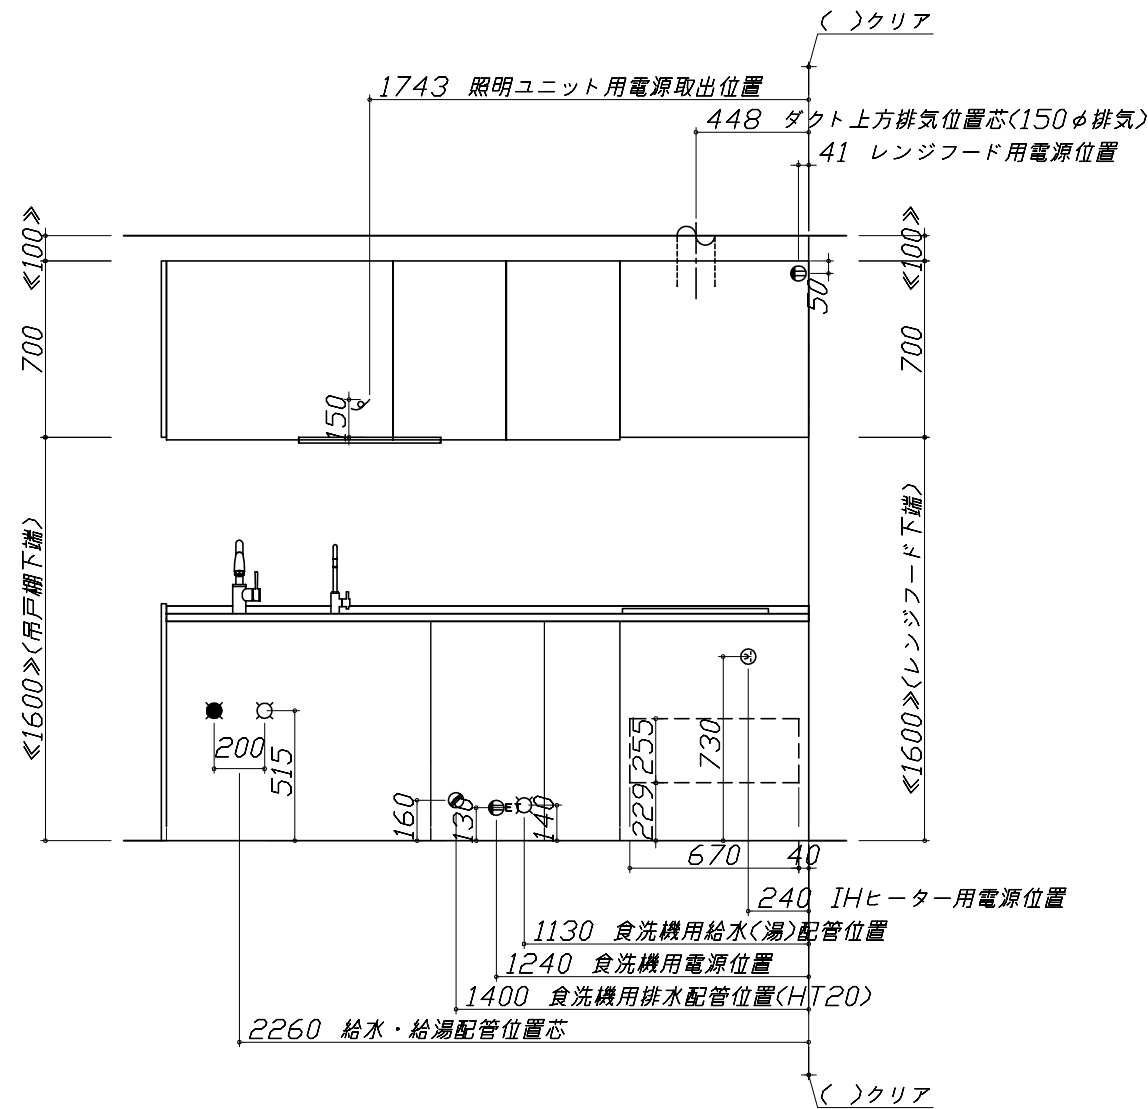 ( )クリア
1743 照明ユニット用電源取出位置
448 ダクト上方排気位置芯(150φ排気)
41 レンジフード用電源位置
≪100≫
≪100≫
50
700
700
150
≪1600≫(吊戸棚下端)
≪1600≫(レンジフード下端)
200
515
730
255
229
160
130
ET
140
670
40
240 IHヒーター用電源位置
1130 食洗機用給水(湯)配管位置
1240 食洗機用電源位置
1400 食洗機用排水配管位置(HT20)
2260 給水・給湯配管位置芯
( )クリア